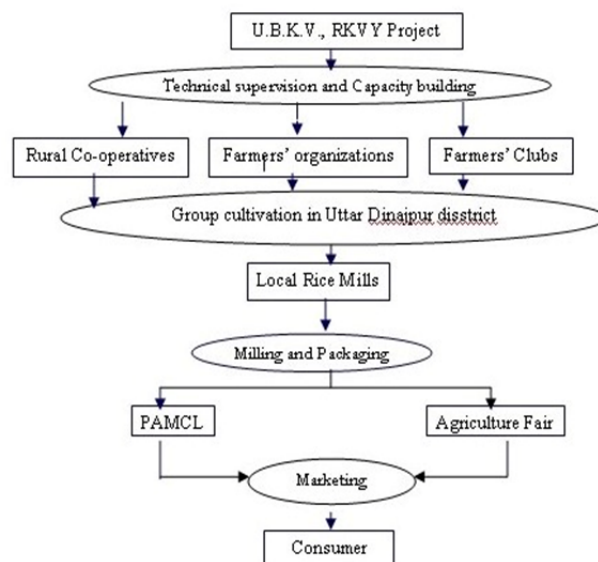 U.B.K.V., RKVY Project
Technical supervision and Capacity building
Rural Co-operatives
Farmers' organizations
Farmers' Clubs
Group cultivation in Uttar Dinajpur disstrict
Local Rice Mills
Milling and Packaging
PAMCL
Agriculture Fair
Marketing
Consumer